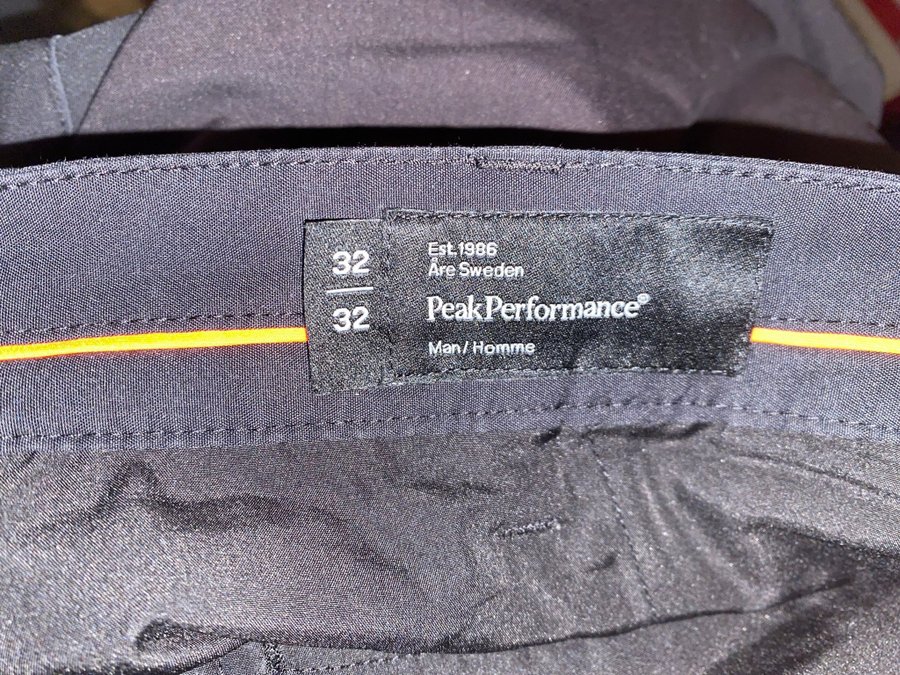 32
32
Est.1986
Åre Sweden
PeakPerformance®
Man/Homme